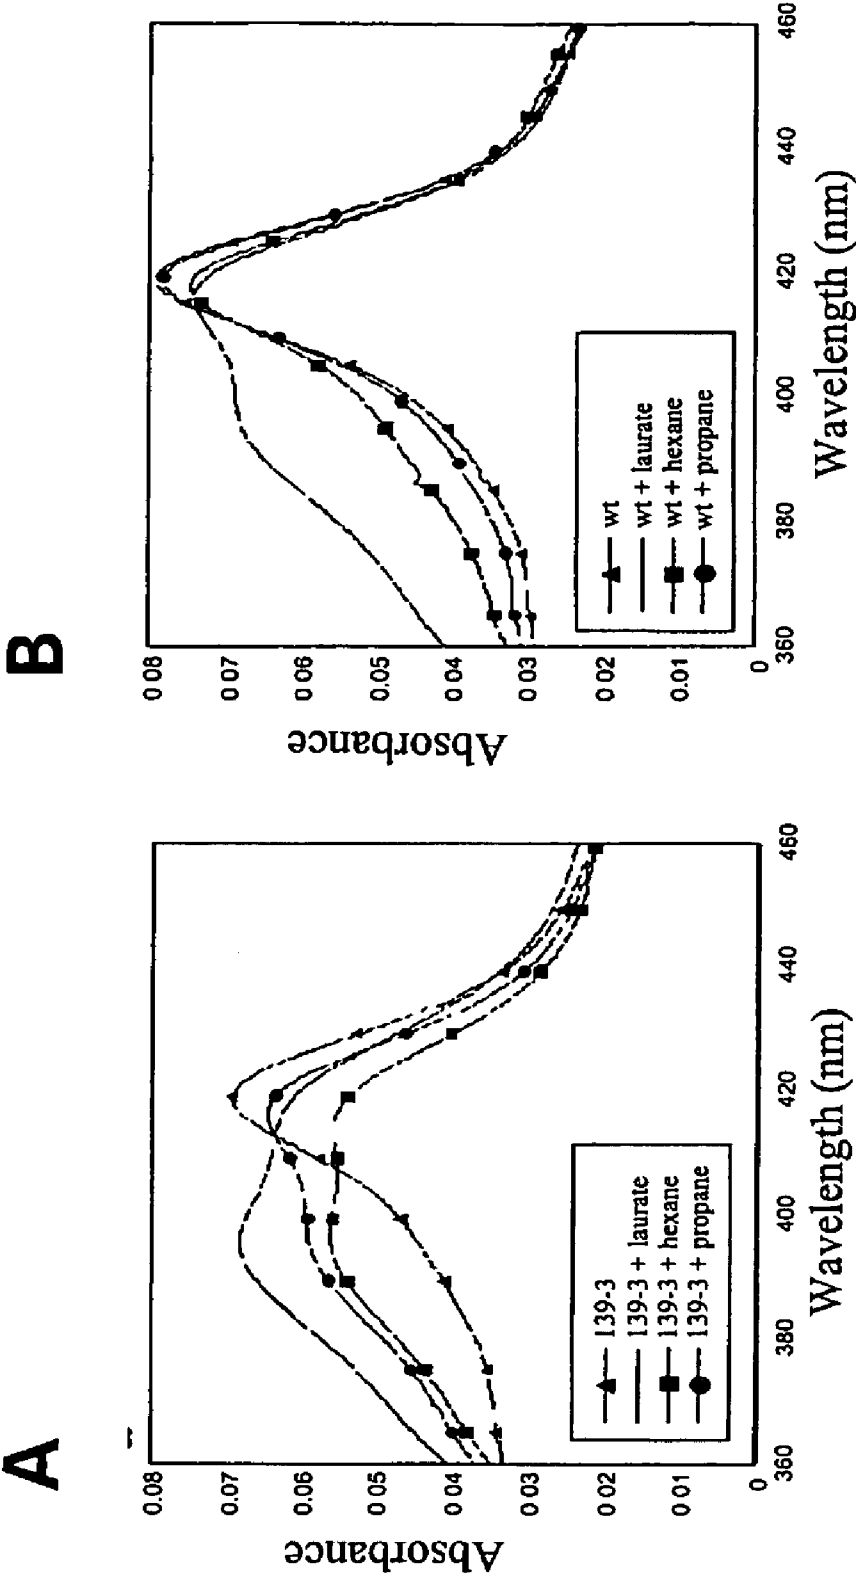 A
Absorbance
0.08
0.07
0.06
0 05
0 04
0 03
0 02
0 01
0
360
380
400
420
440
460
Wavelength (nm)
139-3
139-3 + laurate
139-3 + hexane
139-3 + propane
B
Absorbance
0 08
0 07
0 06
0.05
0 04
0 03
0 02
0.01
0
360
380
400
420
440
460
Wavelength (nm)
wt
wt + laurate
wt + hexane
wt + propane